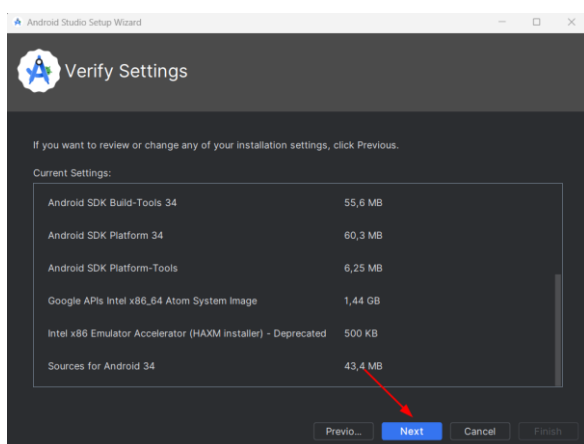 Android Studio Setup Wizard
Verify Settings
If you want to review or change any of your installation settings, click Previous.
Current Settings:
Android SDK Build-Tools 34 55,6 MB
Android SDK Platform 34 60,3 MB
Android SDK Platform-Tools 6,25 MB
Google APIs Intel x86_64 Atom System Image 1,44 GB
Intel x86 Emulator Accelerator (HAXM installer) - Deprecated 500 KB
Sources for Android 34 43,4 MB
Previo... Next Cancel Finish